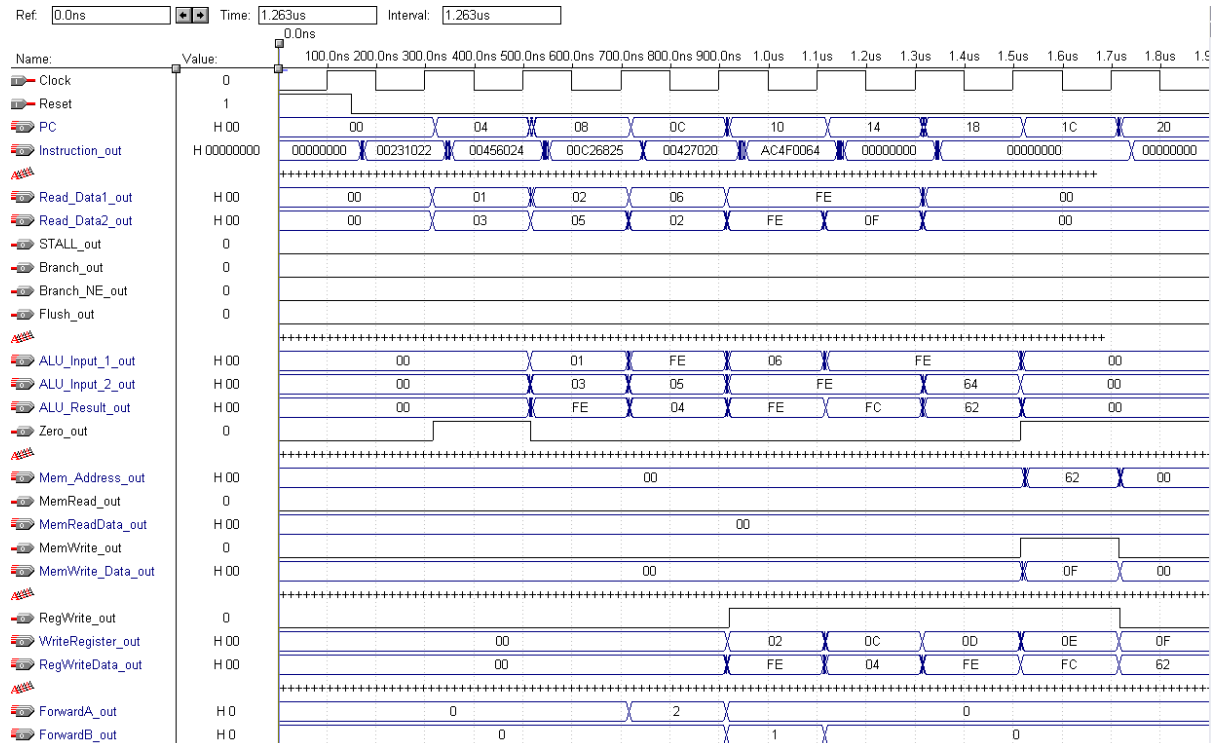 Ref: 0.0ns Time: 1.263us Interval: 1.263us
0.0ns
Name: Value: 100.0ns 200.0ns 300.0ns 400.0ns 500.0ns 600.0ns 700.0ns 800.0ns 900.0ns 1.0us 1.1us 1.2us 1.3us 1.4us 1.5us 1.6us 1.7us 1.8us 1.9
Clock 0
Reset 1
PC H 00 00 04 08 0C 10 14 18 1C 20
Instruction_out H 00000000 00000000 00231022 00456024 00C26825 00427020 AC4F0064 00000000 00000000 00000000
Read_Data1_out H 00 00 01 02 06 FE 00
Read_Data2_out H 00 00 03 05 02 FE 0F 00
STALL_out 0
Branch_out 0
Branch_NE_out 0
Flush_out 0
ALU_Input_1_out H 00 00 01 FE 06 FE 00
ALU_Input_2_out H 00 00 03 05 FE 64 00
ALU_Result_out H 00 00 FE 04 FE FC 62 00
Zero_out 0
Mem_Address_out H 00 00 62 00
MemRead_out 0
MemReadData_out H 00 00
MemWrite_out 0
MemWrite_Data_out H 00 00 0F 00
RegWrite_out 0
WriteRegister_out H 00 00 02 0C 0D 0E 0F
RegWriteData_out H 00 00 FE 04 FE FC 62
ForwardA_out H 0 0 2 0
ForwardB_out H 0 0 1 0